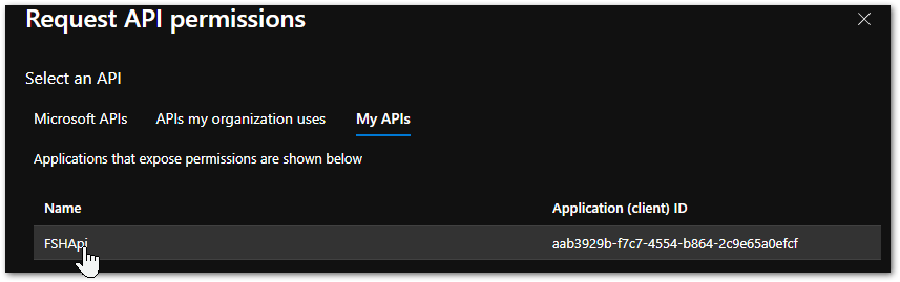 Request API permissions
Select an API
Microsoft APIs APIs my organization uses My APIs
Applications that expose permissions are shown below
Name Application (client) ID
FSHApi aab3929b-f7c7-4554-b864-2c9e65a0efcf